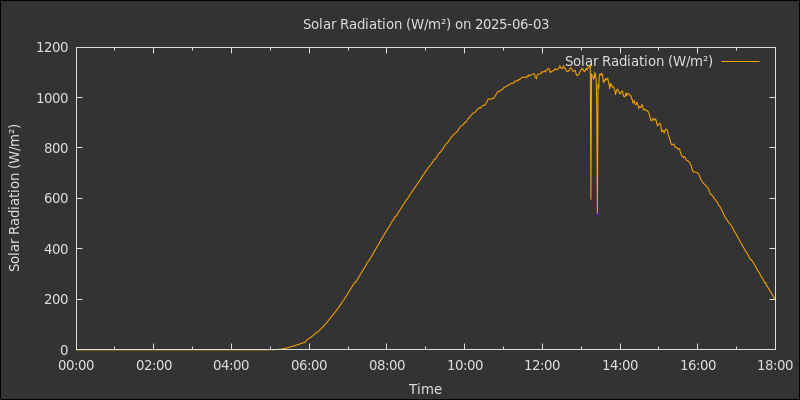 Solar Radiation (W/m²) on 2025-06-03
Solar Radiation (W/m²)
1200
1000
800
600
400
200
0
Solar Radiation (W/m²)
00:00 02:00 04:00 06:00 08:00 10:00 12:00 14:00 16:00 18:00
Time